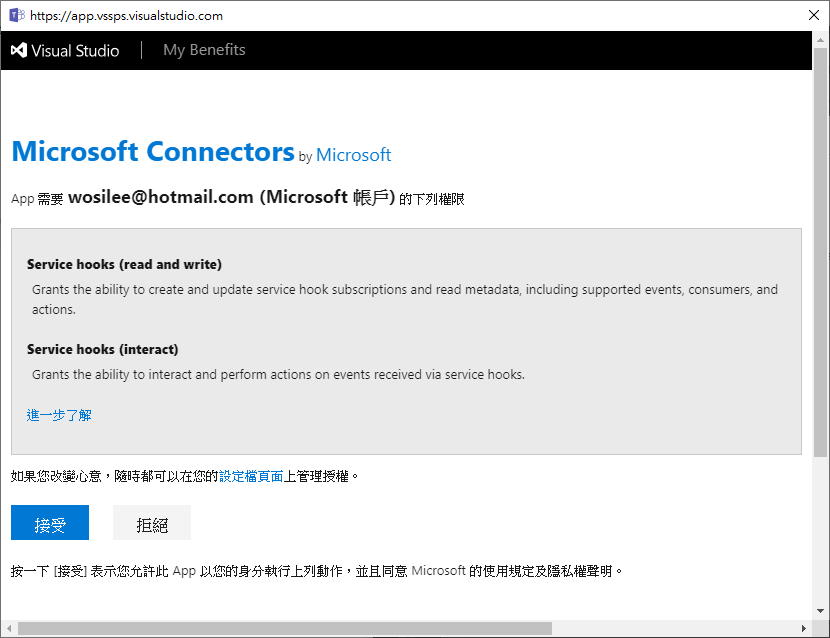 https://app.vssps.visualstudio.com
Visual Studio | My Benefits
Microsoft Connectors by Microsoft
App 需要 wosilee@hotmail.com (Microsoft 帳戶) 的下列權限
Service hooks (read and write)
Grants the ability to create and update service hook subscriptions and read metadata, including supported events, consumers, and
actions.
Service hooks (interact)
Grants the ability to interact and perform actions on events received via service hooks.
進一步了解
如果您改變心意，隨時都可以在您的設定檔頁面上管理授權。
接受 拒絕
按一下 [接受] 表示您允許此 App 以您的身分執行上列動作，並且同意 Microsoft 的使用規定及隱私權聲明。